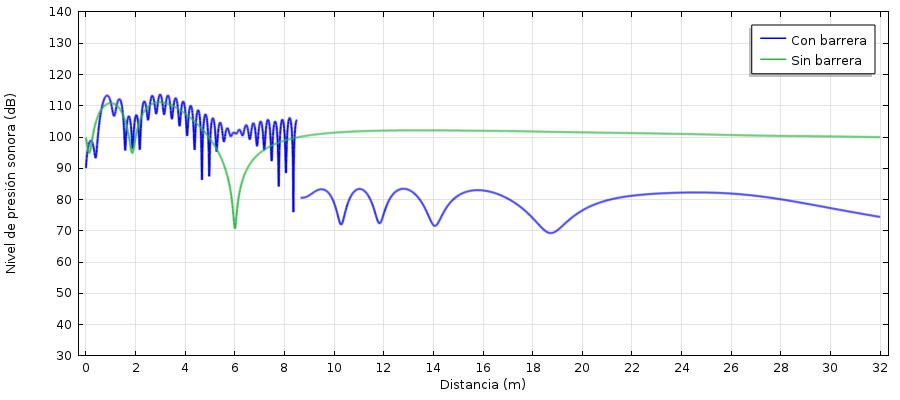 140
130
120
110
100
90
80
70
60
50
40
30
Nivel de presión sonora (dB)
Con barrera
Sin barrera
0 2 4 6 8 10 12 14 16 18 20 22 24 26 28 30 32
Distancia (m)